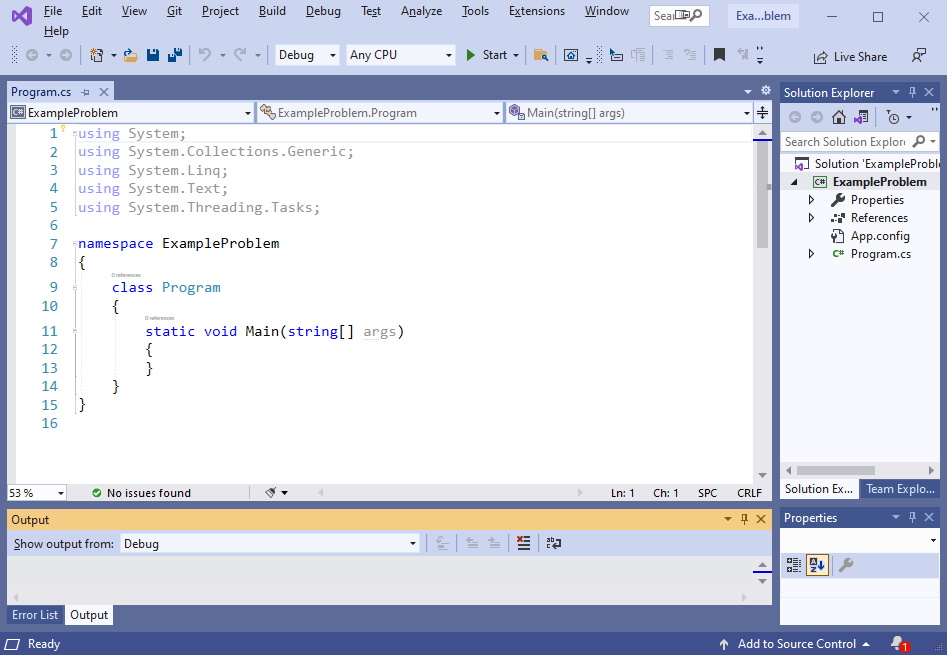 File Edit View Git Project Build Debug Test Analyze Tools Extensions Window
Help
Exa...blem
Debug Any CPU Start Live Share
Program.cs
ExampleProblem ExampleProblem.Program Main(string[] args)
1 using System;
2 using System.Collections.Generic;
3 using System.Linq;
4 using System.Text;
5 using System.Threading.Tasks;
6
7 namespace ExampleProblem
8 {
0 references
9 class Program
10 {
0 references
11 static void Main(string[] args)
12 {
13 }
14 }
15 }
16
53 % No issues found Ln: 1 Ch: 1 SPC CRLF
Output
Show output from: Debug
Error List Output
Solution Explorer
Search Solution Explor
Solution 'ExampleProble
C# ExampleProblem
Properties
References
App.config
C# Program.cs
Solution Ex... Team Explo...
Properties
Ready Add to Source Control 1